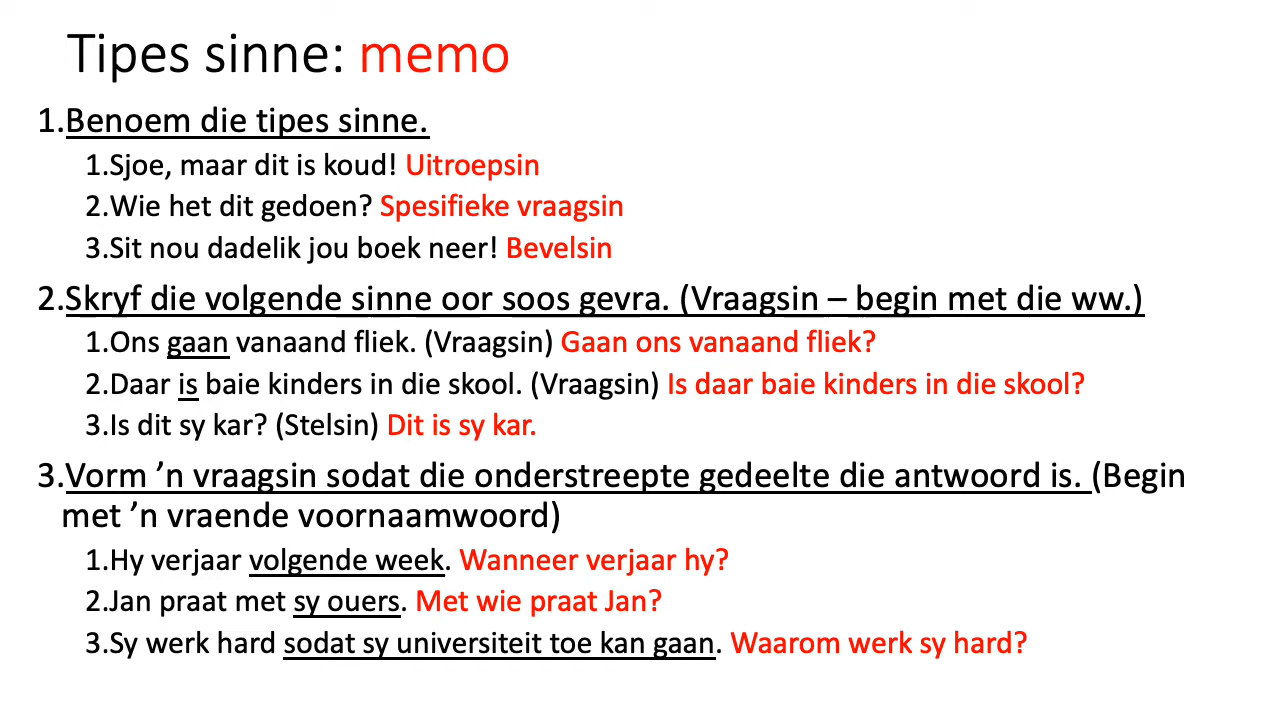 Tipes sinne: memo
1.Benoem die tipes sinne.
1.Sjoe, maar dit is koud! Uitroepsin
2.Wie het dit gedoen? Spesifieke vraagsin
3.Sit nou dadelik jou boek neer! Bevelsin
2.Skryf die volgende sinne oor soos gevra. (Vraagsin – begin met die ww.)
1.Ons gaan vanaand fliek. (Vraagsin) Gaan ons vanaand fliek?
2.Daar is baie kinders in die skool. (Vraagsin) Is daar baie kinders in die skool?
3.Is dit sy kar? (Stelsin) Dit is sy kar.
3.Vorm ’n vraagsin sodat die onderstreepte gedeelte die antwoord is. (Begin
met ’n vraende voornaamwoord)
1.Hy verjaar volgende week. Wanneer verjaar hy?
2.Jan praat met sy ouers. Met wie praat Jan?
3.Sy werk hard sodat sy universiteit toe kan gaan. Waarom werk sy hard?